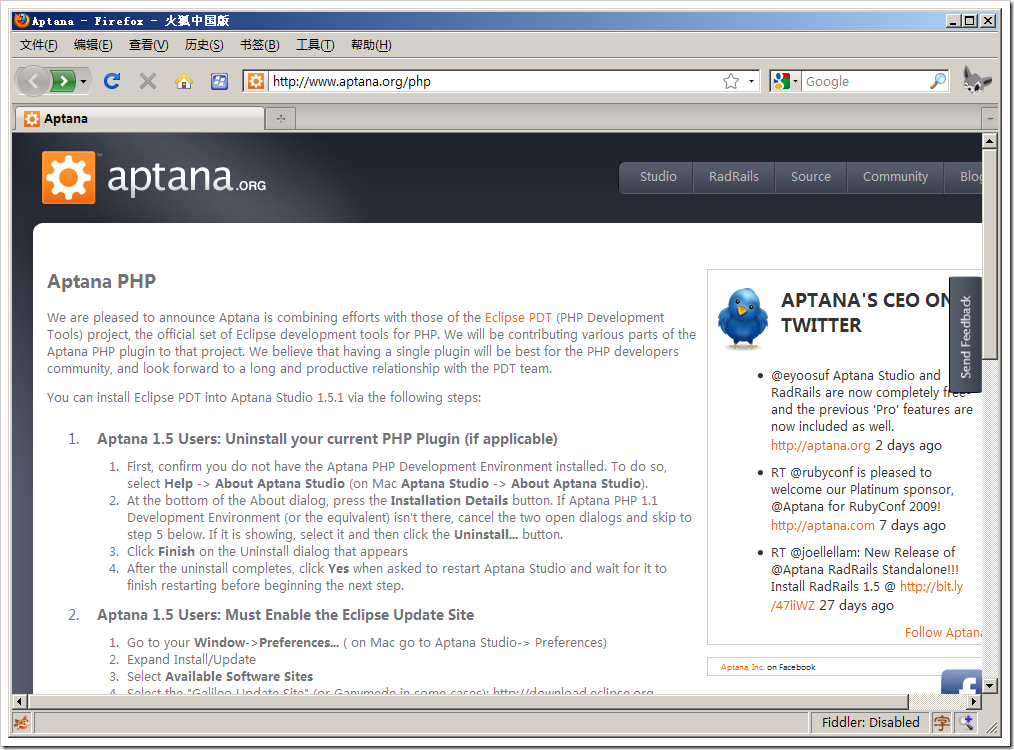 Aptana - Firefox - 火狐中国版
文件(F) 编辑(E) 查看(V) 历史(S) 书签(B) 工具(T) 帮助(H)
http://www.aptana.org/php
Google
Aptana
aptana.ORG
Studio RadRails Source Community Blog
Aptana PHP
We are pleased to announce Aptana is combining efforts with those of the Eclipse PDT (PHP Development
Tools) project, the official set of Eclipse development tools for PHP. We will be contributing various parts of the
Aptana PHP plugin to that project. We believe that having a single plugin will be best for the PHP developers
community, and look forward to a long and productive relationship with the PDT team.
You can install Eclipse PDT into Aptana Studio 1.5.1 via the following steps:
1. Aptana 1.5 Users: Uninstall your current PHP Plugin (if applicable)
1. First, confirm you do not have the Aptana PHP Development Environment installed. To do so,
select Help -> About Aptana Studio (on Mac Aptana Studio -> About Aptana Studio).
2. At the bottom of the About dialog, press the Installation Details button. If Aptana PHP 1.1
Development Environment (or the equivalent) isn't there, cancel the two open dialogs and skip to
step 5 below. If it is showing, select it and then click the Uninstall... button.
3. Click Finish on the Uninstall dialog that appears
4. After the uninstall completes, click Yes when asked to restart Aptana Studio and wait for it to
finish restarting before beginning the next step.
2. Aptana 1.5 Users: Must Enable the Eclipse Update Site
1. Go to your Window->Preferences... ( on Mac go to Aptana Studio-> Preferences)
2. Expand Install/Update
3. Select Available Software Sites
4. Select the "Galileo Update Site" (or Ganymede in some cases): http://download.eclipse.org
APTANA'S CEO ON
TWITTER
Send Feedback
• @eyoosuf Aptana Studio and
RadRails are now completely free-
and the previous 'Pro' features are
now included as well.
http://aptana.org 2 days ago
• RT @rubyconf is pleased to
welcome our Platinum sponsor,
@Aptana for RubyConf 2009!
http://aptana.com 7 days ago
• RT @joellellam: New Release of
@Aptana RadRails Standalone!!!
Install RadRails 1.5 @ http://bit.ly
/47iiWZ 27 days ago
Follow Aptana
Aptana, Inc. on Facebook
Fiddler: Disabled 字